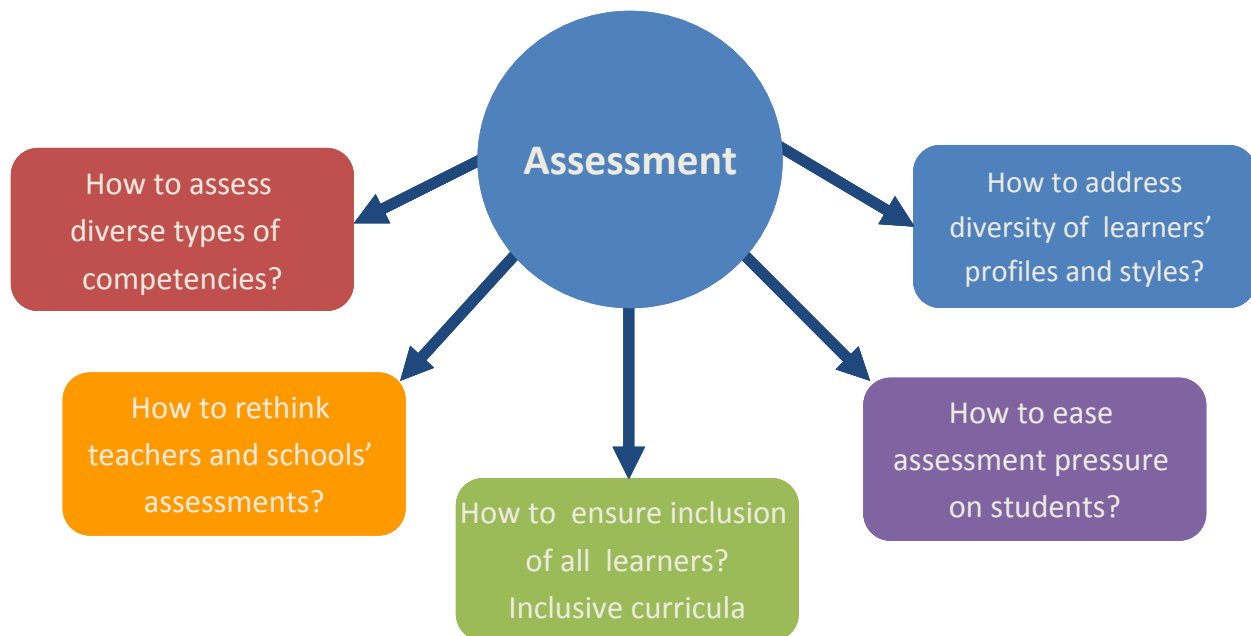 Assessment
How to assess
diverse types of
competencies?
How to address
diversity of learners’
profiles and styles?
How to rethink
teachers and schools’
assessments?
How to ease
assessment pressure
on students?
How to ensure inclusion
of all learners?
Inclusive curricula